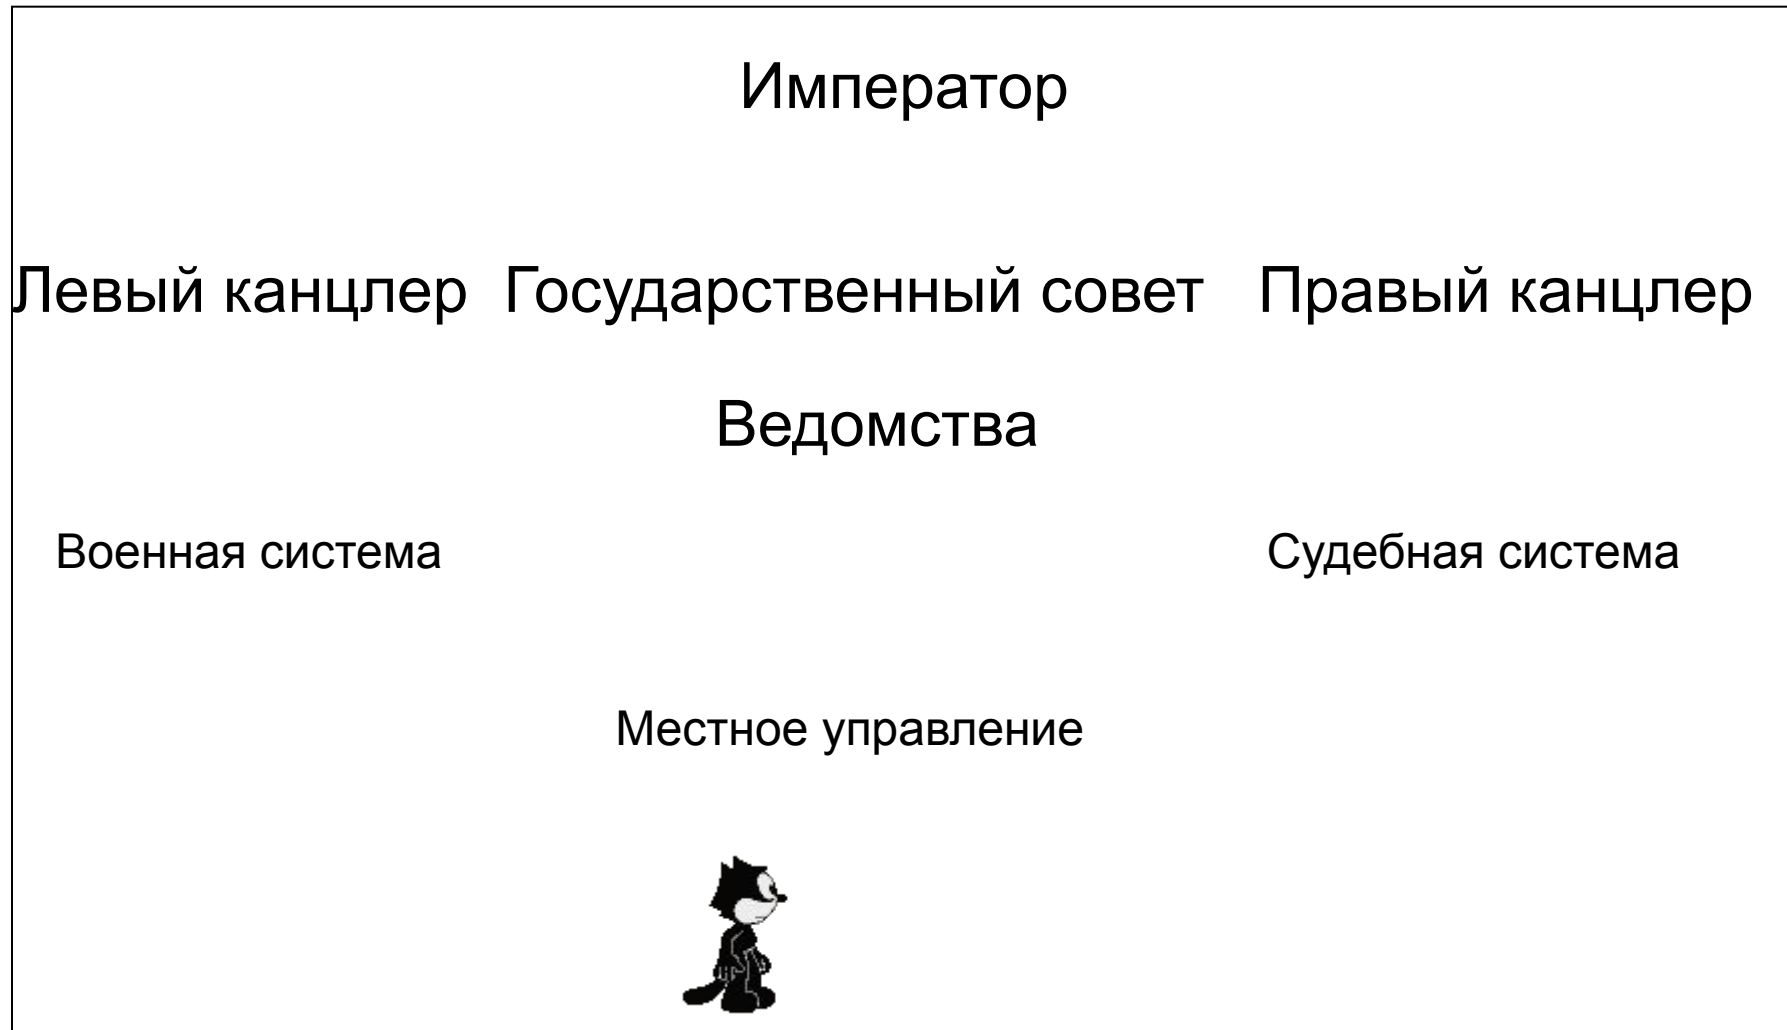 Император
Левый канцлер Государственный совет Правый канцлер
Ведомства
Военная система Судебная система
Местное управление